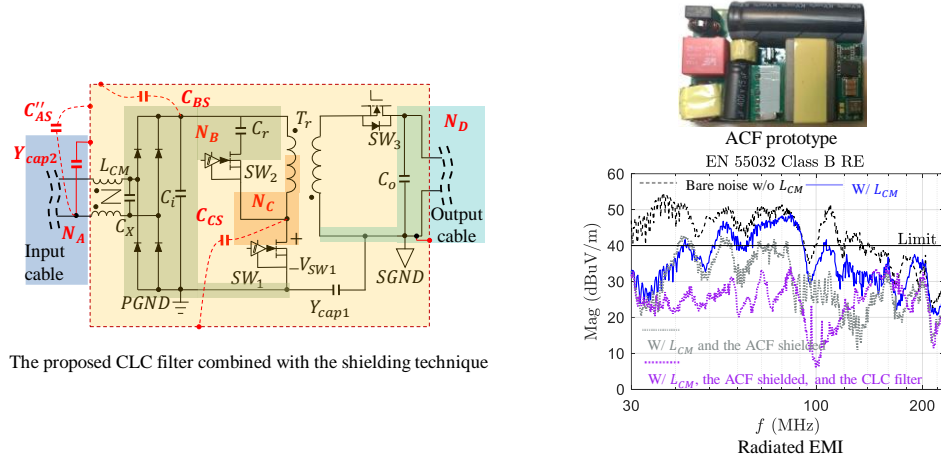 C''AS
CBS
Ycap2
LCM
NB
Cr
Tr
SW3
ND
SW2
NC
Ci
Co
CX
CCS
NA
Input
cable
Output
cable
+
−VSW1
SW1
PGND
Ycap1
SGND
The proposed CLC filter combined with the shielding technique
ACF prototype
EN 55032 Class B RE
Bare noise w/o LCM
W/ LCM
Limit
W/ LCM and the ACF shielded
W/ LCM, the ACF shielded, and the CLC filter
Mag (dBuV/m)
60
50
40
30
20
10
0
30
100
200
f (MHz)
Radiated EMI